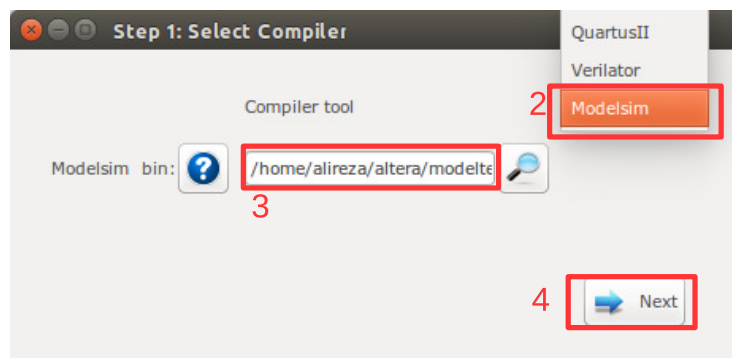 Step 1: Select Compiler
QuartusII
Verilator
Compiler tool
2
Modelsim
Modelsim bin:
/home/alireza/altera/modelte
3
4
Next